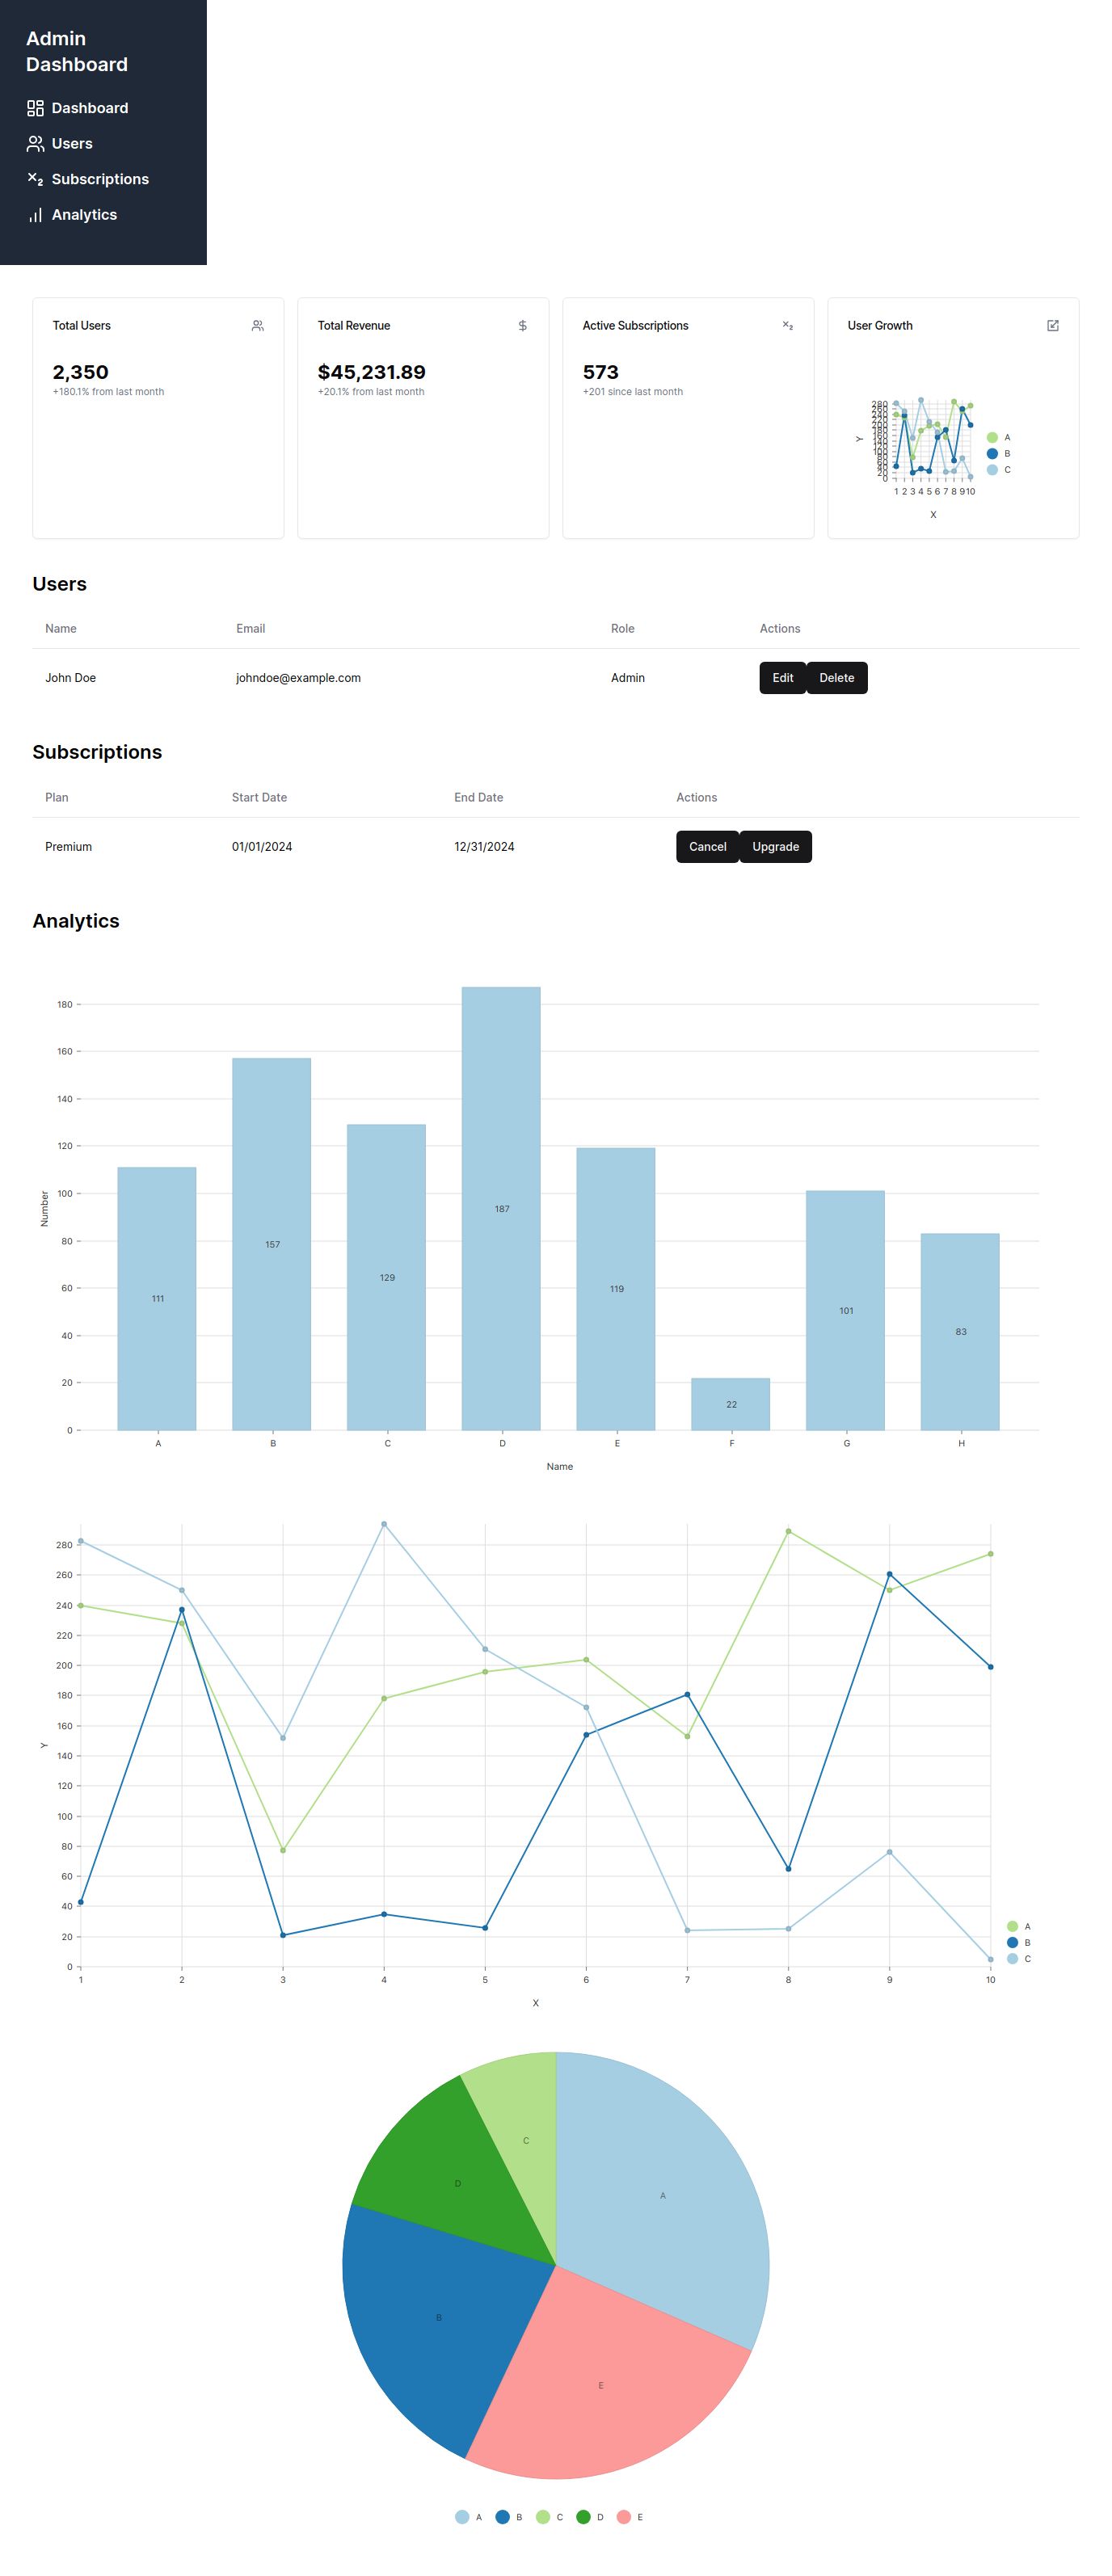 Admin
Dashboard
Dashboard
Users
Subscriptions
Analytics
Total Users
2,350
+180.1% from last month
Total Revenue
$45,231.89
+20.1% from last month
Active Subscriptions
573
+201 since last month
User Growth
280
260
240
220
200
180
160
140
120
100
80
60
40
20
0
Y
1 2 3 4 5 6 7 8 9 10
X
A
B
C
Users
Name Email Role Actions
John Doe johndoe@example.com Admin Edit Delete
Subscriptions
Plan Start Date End Date Actions
Premium 01/01/2024 12/31/2024 Cancel Upgrade
Analytics
180
160
140
120
100
80
60
40
20
0
Number
111
157
129
187
119
22
101
83
A B C D E F G H
Name
280
260
240
220
200
180
160
140
120
100
80
60
40
20
0
Y
1 2 3 4 5 6 7 8 9 10
X
A
B
C
C
A
D
B
E
A B C D E